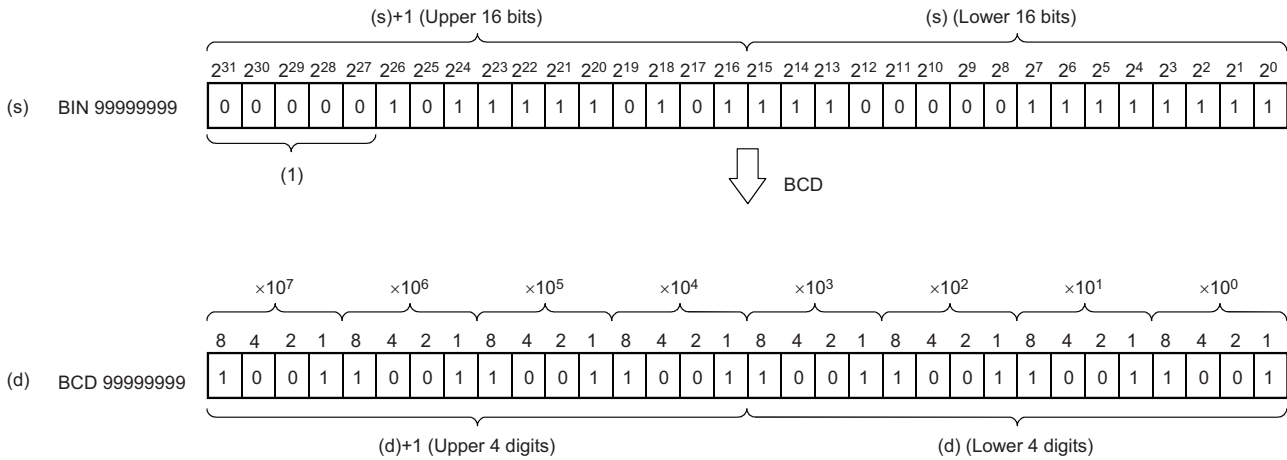 (s)+1 (Upper 16 bits) (s) (Lower 16 bits)
2³¹ 2³⁰ 2²⁹ 2²⁸ 2²⁷ 2²⁶ 2²⁵ 2²⁴ 2²³ 2²² 2²¹ 2²⁰ 2¹⁹ 2¹⁸ 2¹⁷ 2¹⁶ 2¹⁵ 2¹⁴ 2¹³ 2¹² 2¹¹ 2¹⁰ 2⁹ 2⁸ 2⁷ 2⁶ 2⁵ 2⁴ 2³ 2² 2¹ 2⁰
(s) BIN 99999999 0 0 0 0 0 1 0 1 1 1 1 1 0 1 0 1 1 1 1 0 0 0 0 0 1 1 1 1 1 1 1 1
(1)
BCD
×10⁷ ×10⁶ ×10⁵ ×10⁴ ×10³ ×10² ×10¹ ×10⁰
8 4 2 1 8 4 2 1 8 4 2 1 8 4 2 1 8 4 2 1 8 4 2 1 8 4 2 1 8 4 2 1
(d) BCD 99999999 1 0 0 1 1 0 0 1 1 0 0 1 1 0 0 1 1 0 0 1 1 0 0 1 1 0 0 1 1 0 0 1
(d)+1 (Upper 4 digits) (d) (Lower 4 digits)